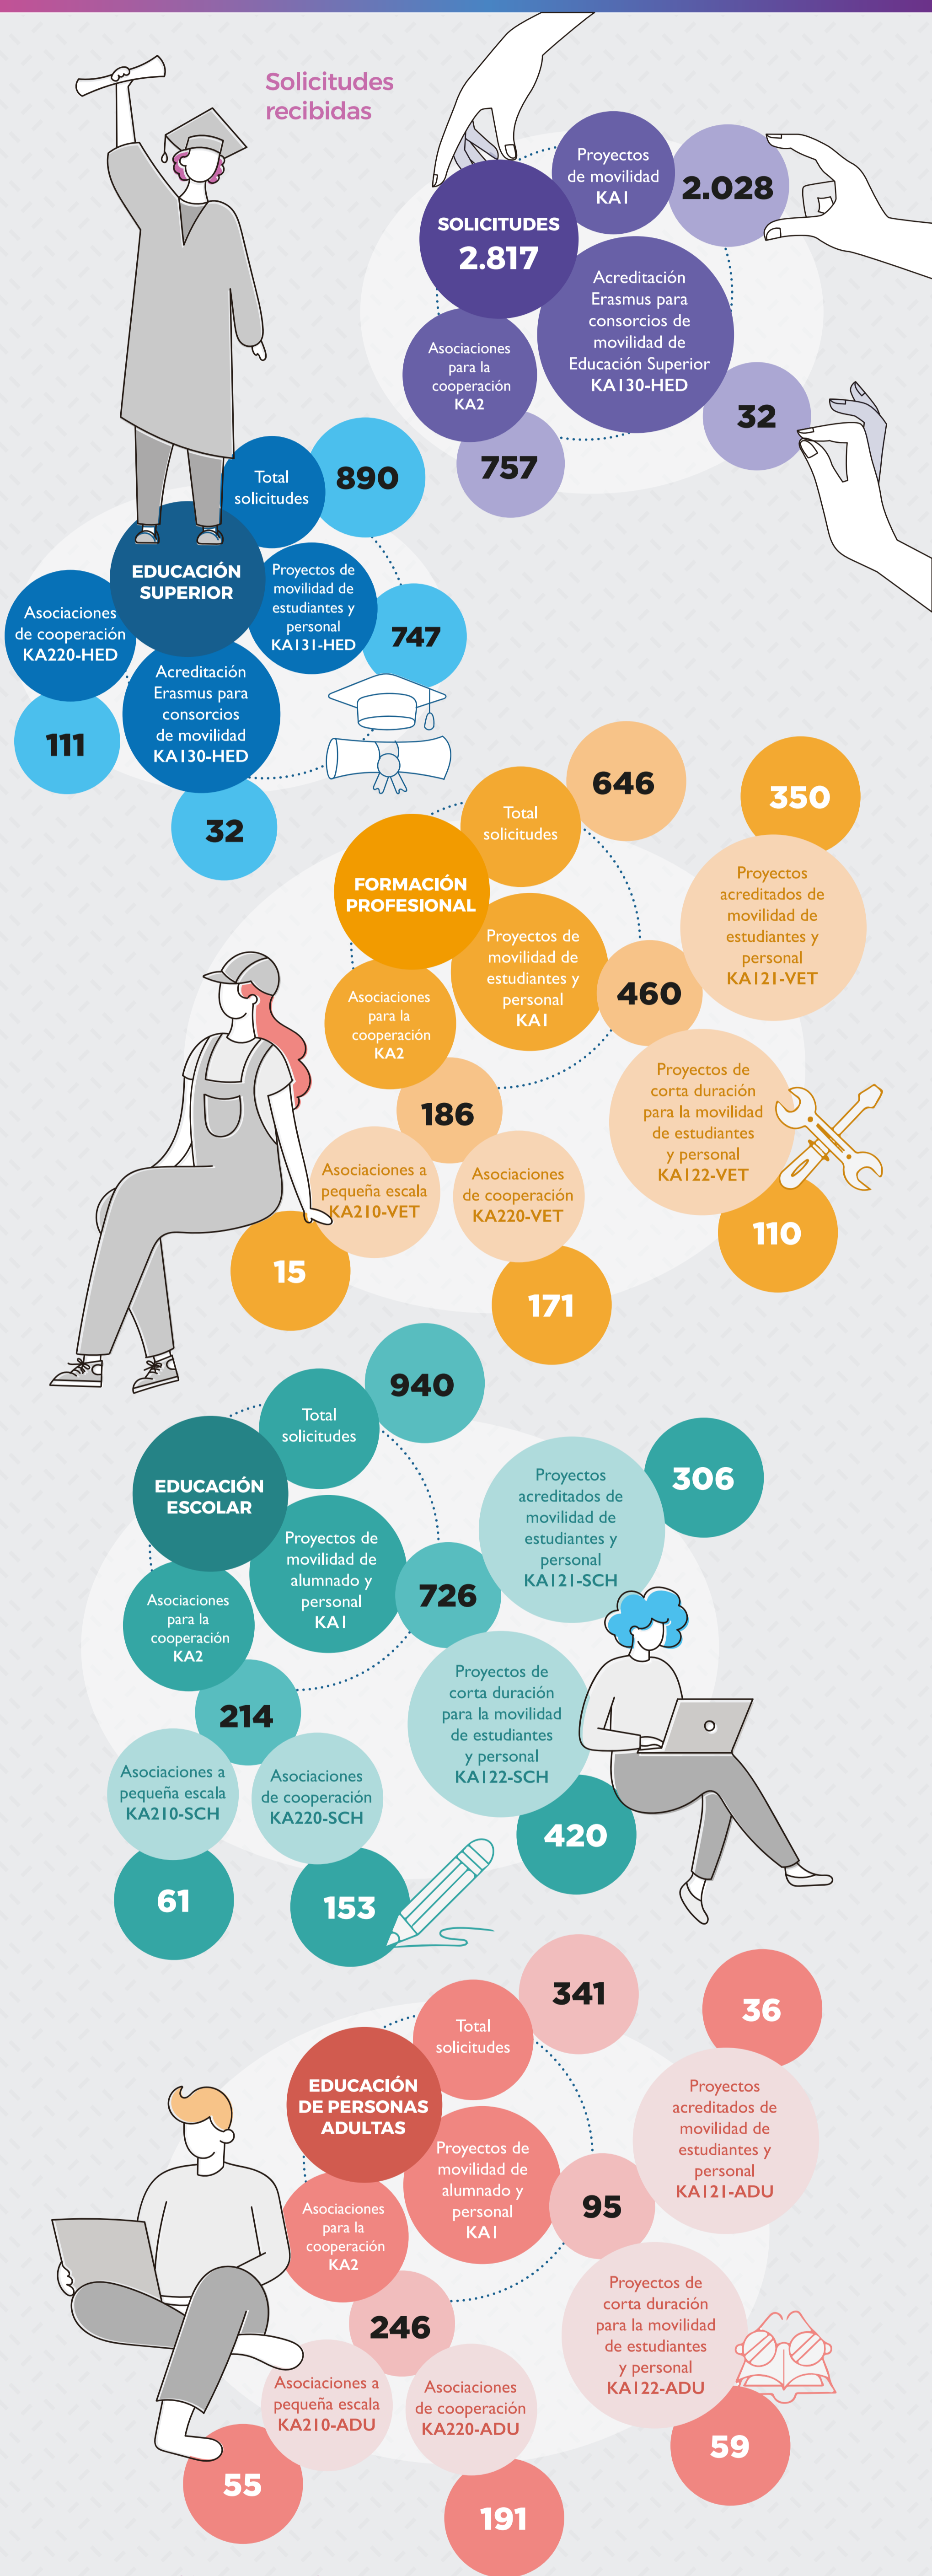 Solicitudes
recibidas
SOLICITUDES
2.817
Proyectos
de movilidad
KA1
2.028
Acreditación
Erasmus para
consorcios de
movilidad de
Educación Superior
KA130-HED
32
Asociaciones
para la
cooperación
KA2
757
EDUCACIÓN
SUPERIOR
Total
solicitudes
890
Proyectos de
movilidad de
estudiantes y
personal
KA131-HED
747
Asociaciones
de cooperación
KA220-HED
111
Acreditación
Erasmus para
consorcios
de movilidad
KA130-HED
32
FORMACIÓN
PROFESIONAL
Total
solicitudes
646
Proyectos de
movilidad de
estudiantes y
personal
KA1
460
350
Proyectos
acreditados de
movilidad de
estudiantes y
personal
KA121-VET
Proyectos de
corta duración
para la movilidad
de estudiantes
y personal
KA122-VET
110
Asociaciones
para la
cooperación
KA2
186
Asociaciones a
pequeña escala
KA210-VET
15
Asociaciones
de cooperación
KA220-VET
171
EDUCACIÓN
ESCOLAR
Total
solicitudes
940
Proyectos de
movilidad de
alumnado y
personal
KA1
726
Proyectos
acreditados de
movilidad de
estudiantes y
personal
KA121-SCH
306
Proyectos de
corta duración
para la movilidad
de estudiantes
y personal
KA122-SCH
420
Asociaciones
para la
cooperación
KA2
214
Asociaciones a
pequeña escala
KA210-SCH
61
Asociaciones
de cooperación
KA220-SCH
153
EDUCACIÓN
DE PERSONAS
ADULTAS
Total
solicitudes
341
Proyectos de
movilidad de
alumnado y
personal
KA1
95
36
Proyectos
acreditados de
movilidad de
estudiantes y
personal
KA121-ADU
Proyectos de
corta duración
para la movilidad
de estudiantes
y personal
KA122-ADU
59
Asociaciones
para la
cooperación
KA2
246
Asociaciones a
pequeña escala
KA210-ADU
55
Asociaciones
de cooperación
KA220-ADU
191